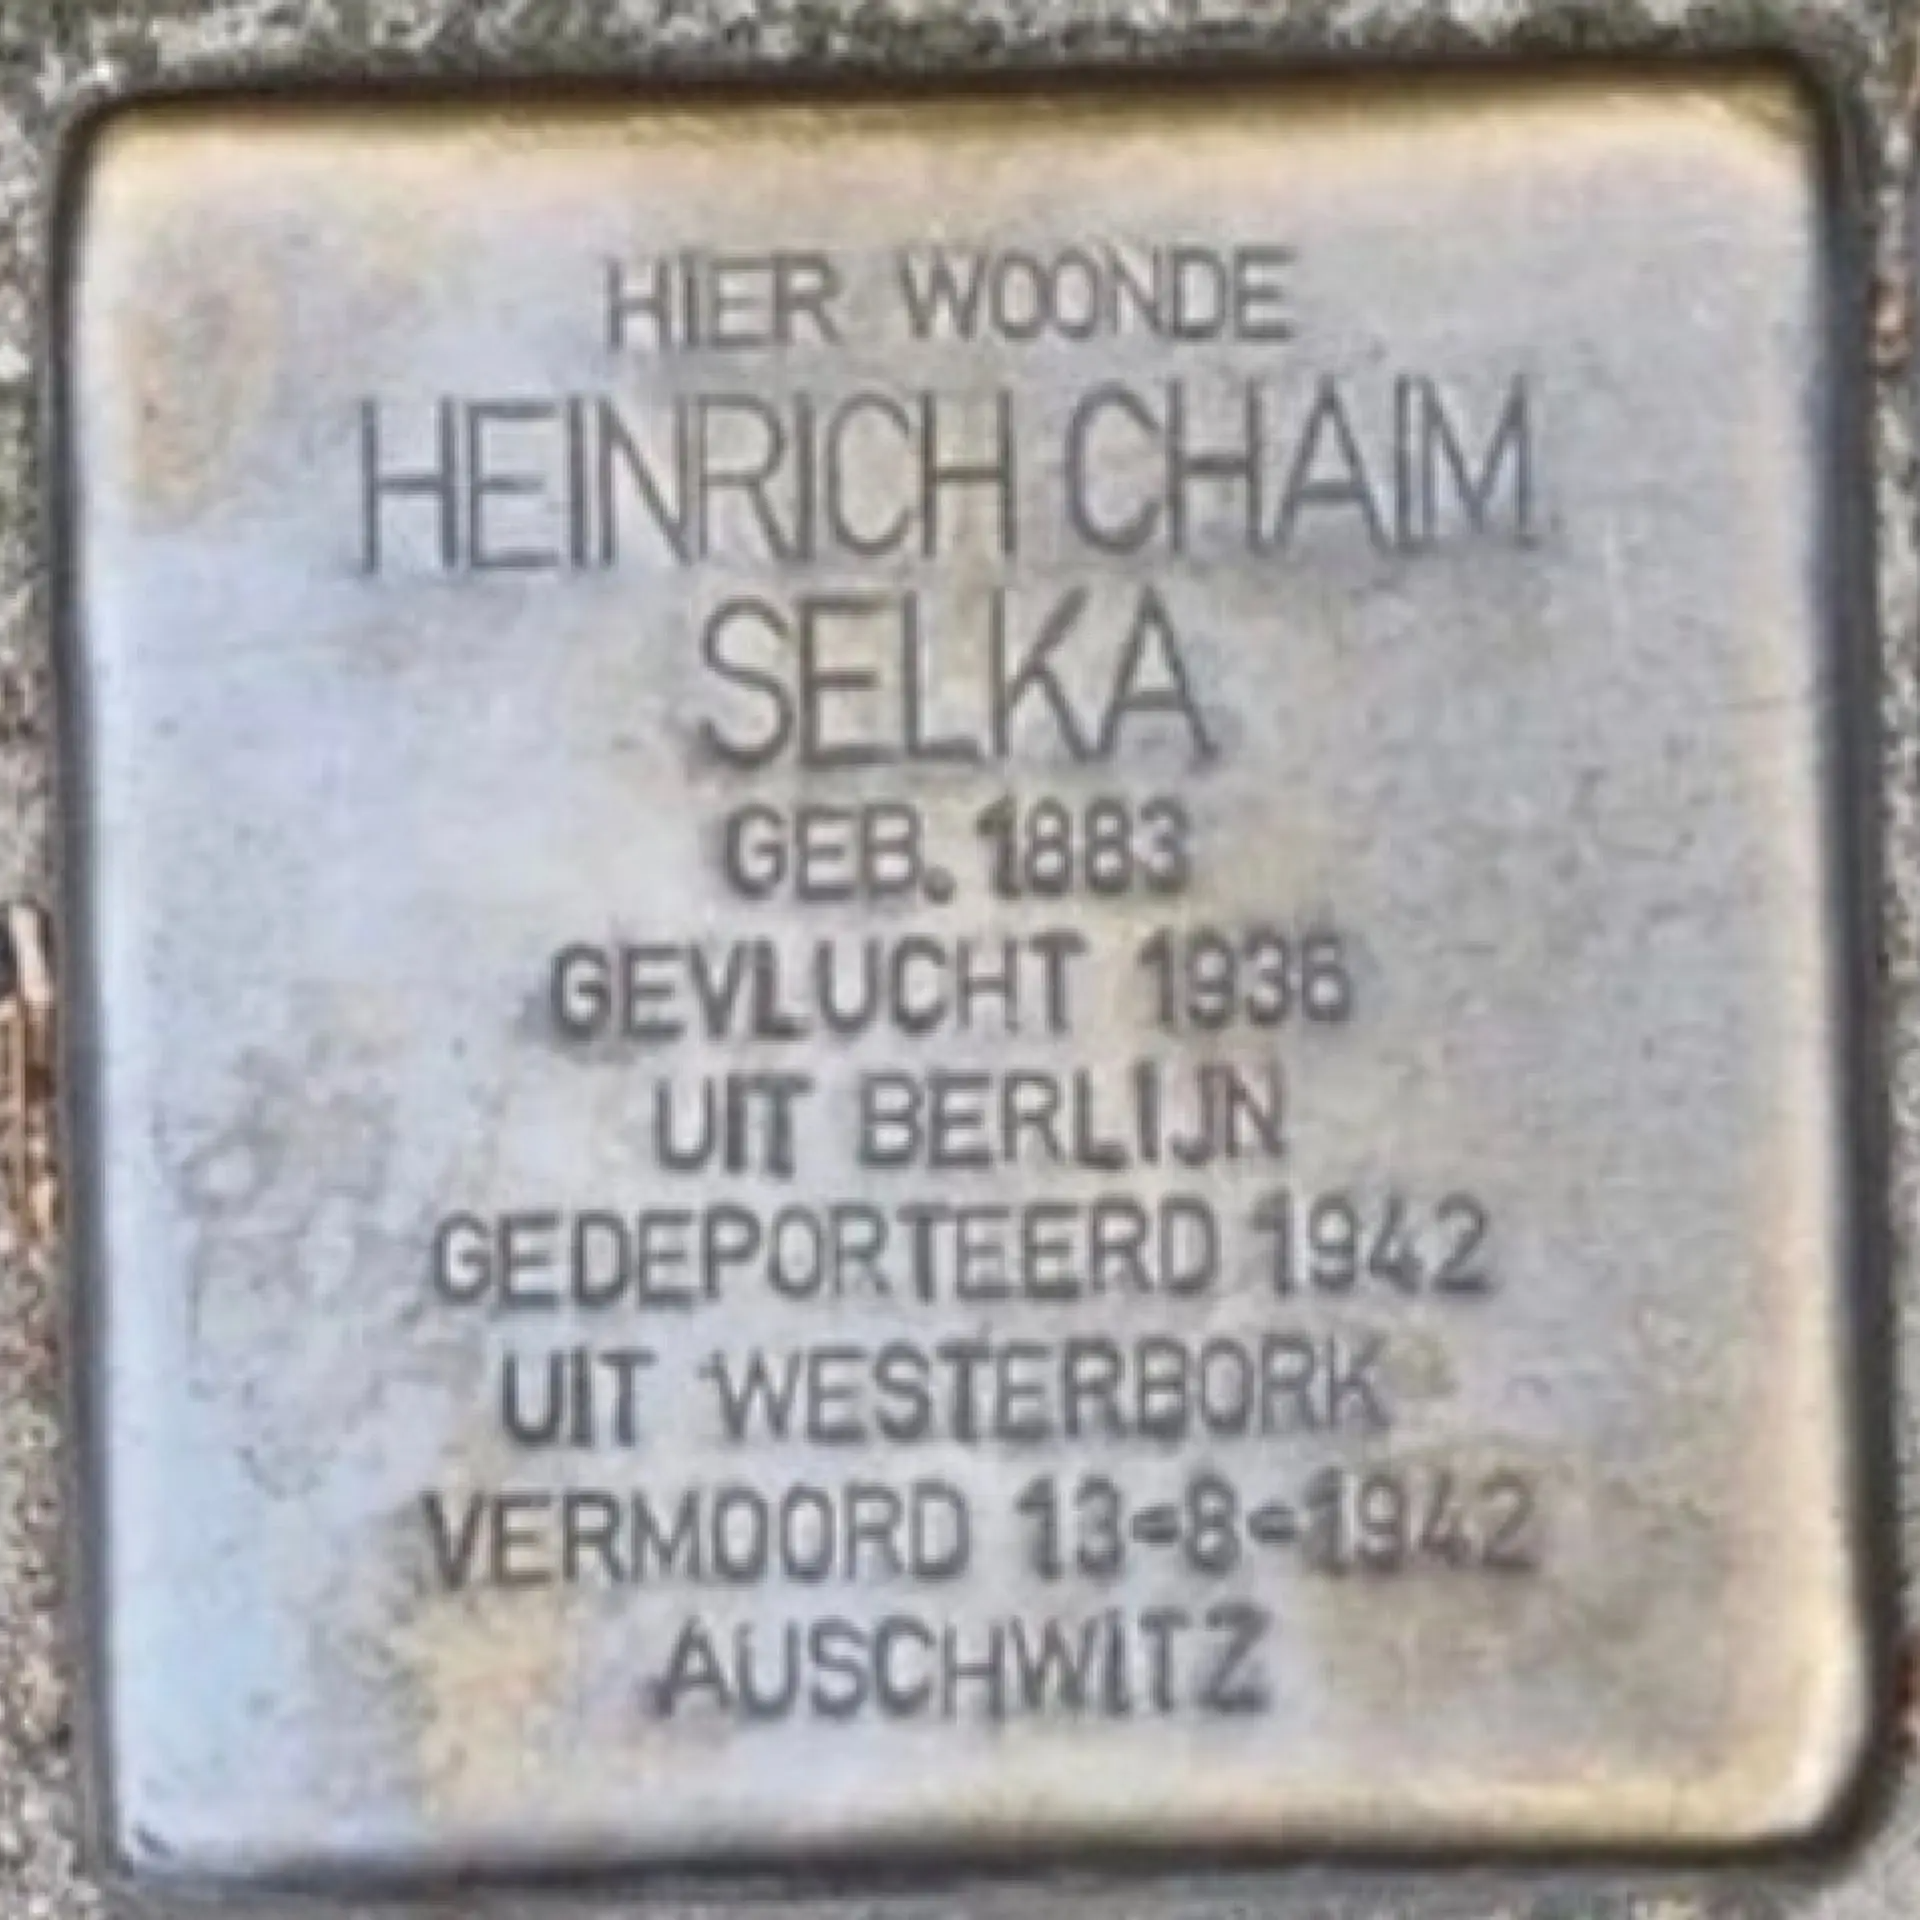 HIER WOONDE
HEINRICH CHAIM
SELKA
GEB. 1883
GEVLUCHT 1936
UIT BERLIJN
GEDEPORTEERD 1942
UIT WESTERBORK
VERMOORD 13-8-1942
AUSCHWITZ